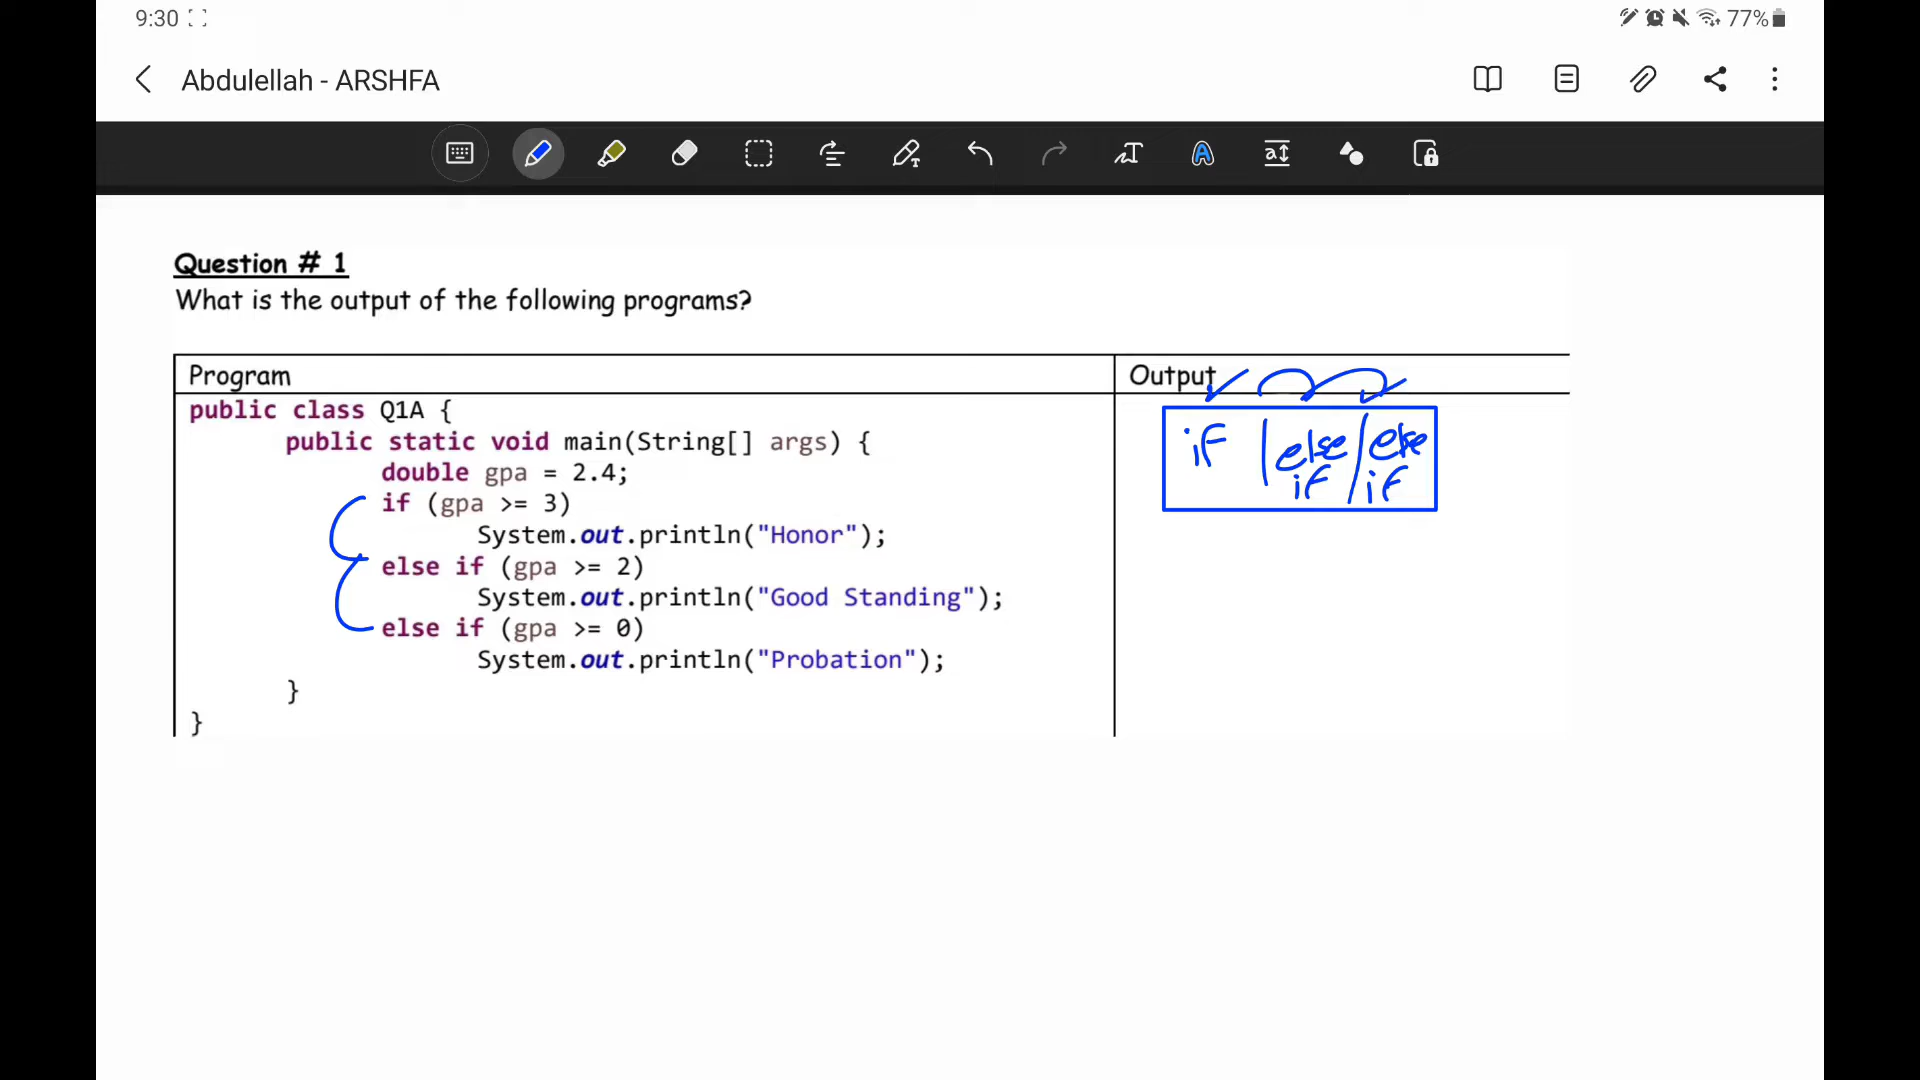 9:30
77%
Abdulellah - ARSHFA
Question # 1
What is the output of the following programs?
Program
Output
public class Q1A {
public static void main(String[] args) {
double gpa = 2.4;
if (gpa >= 3)
System.out.println("Honor");
else if (gpa >= 2)
System.out.println("Good Standing");
else if (gpa >= 0)
System.out.println("Probation");
}
}
if | else / else
if / if